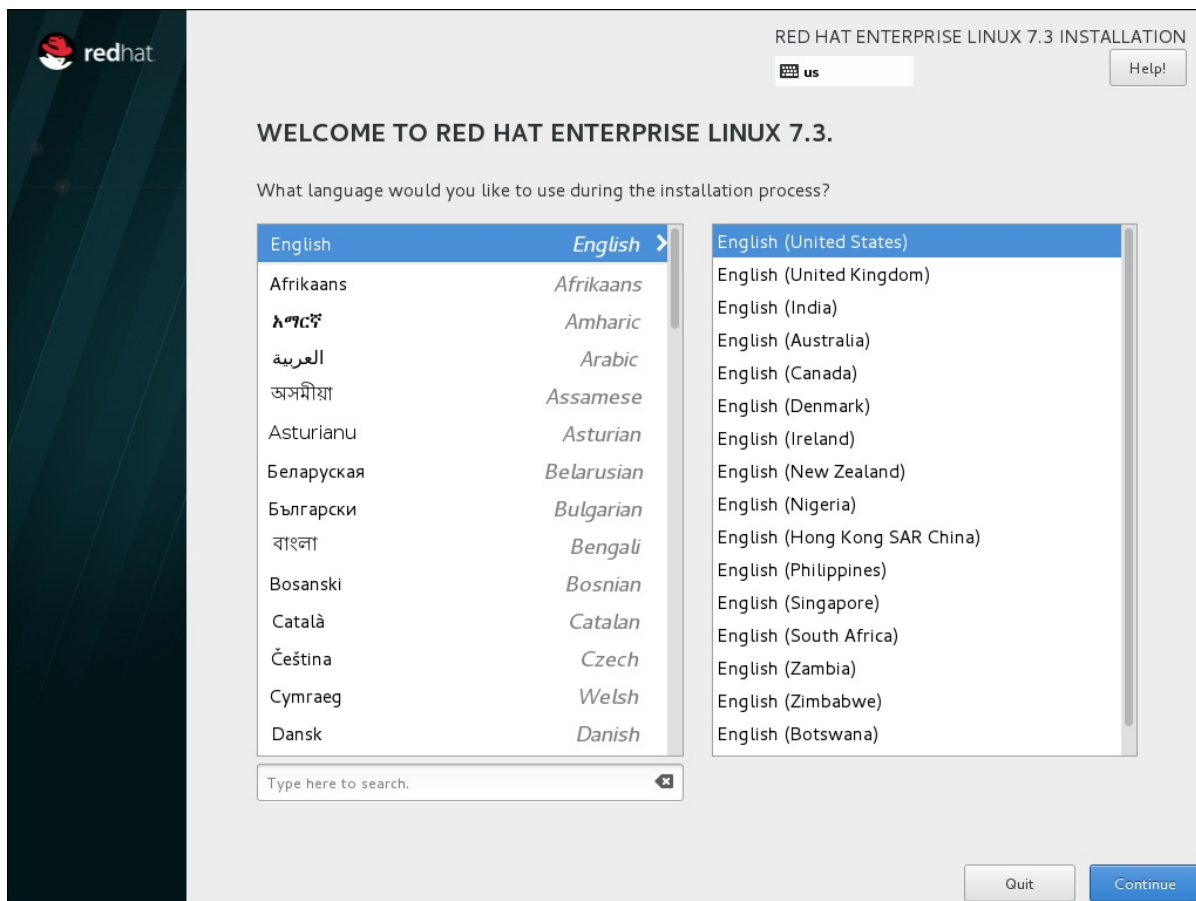 redhat
RED HAT ENTERPRISE LINUX 7.3 INSTALLATION
us
Help!
WELCOME TO RED HAT ENTERPRISE LINUX 7.3.
What language would you like to use during the installation process?
English English
Afrikaans Afrikaans
አማርኛ Amharic
العربية Arabic
অসমীয়া Assamese
Asturianu Asturian
Беларуская Belarusian
Български Bulgarian
বাংলা Bengali
Bosanski Bosnian
Català Catalan
Čeština Czech
Cymraeg Welsh
Dansk Danish
Type here to search.
English (United States)
English (United Kingdom)
English (India)
English (Australia)
English (Canada)
English (Denmark)
English (Ireland)
English (New Zealand)
English (Nigeria)
English (Hong Kong SAR China)
English (Philippines)
English (Singapore)
English (South Africa)
English (Zambia)
English (Zimbabwe)
English (Botswana)
Quit
Continue